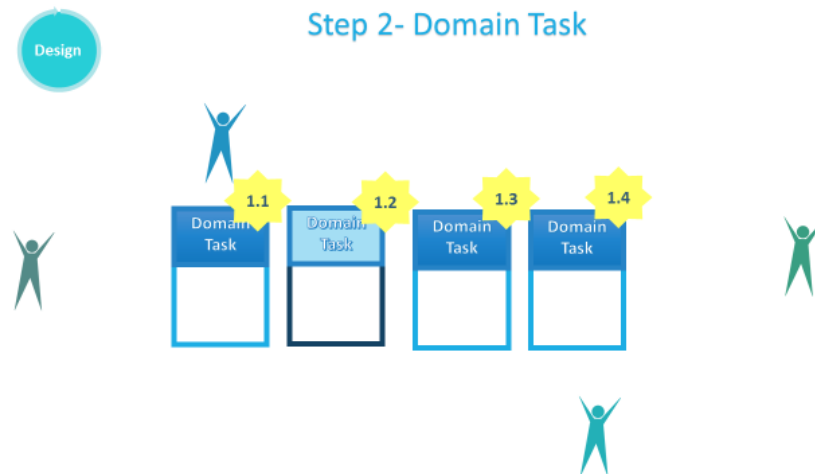 Step 2- Domain Task
Design
1.1
1.2
1.3
1.4
Domain
Task
Domain
Task
Domain
Task
Domain
Task